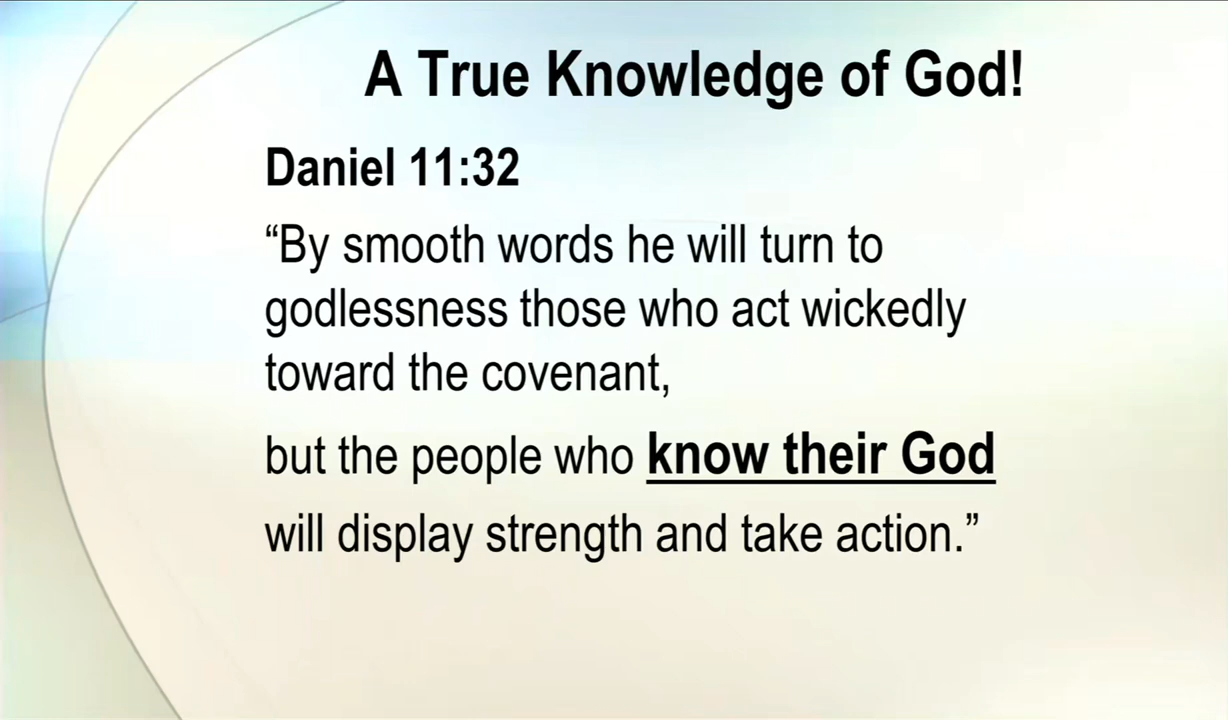 A True Knowledge of God!
Daniel 11:32
“By smooth words he will turn to
godlessness those who act wickedly
toward the covenant,
but the people who know their God
will display strength and take action.”